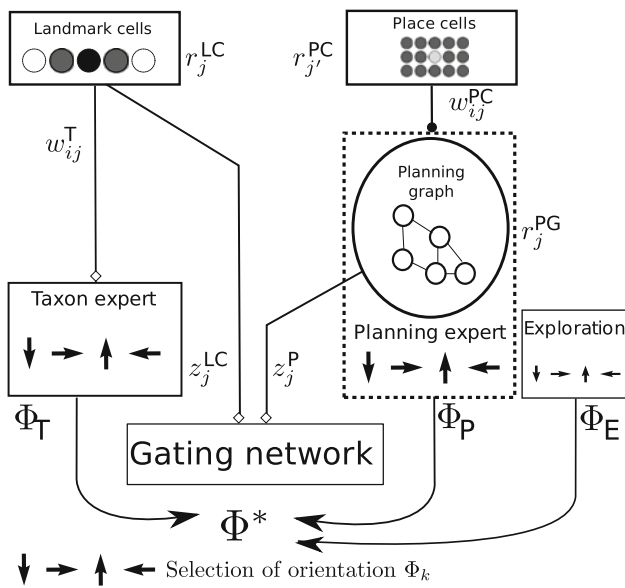 Landmark cells
r_j^LC
Place cells
r_j'^PC
w_ij^T
w_ij^PC
Planning
graph
r_j^PG
Taxon expert
Planning expert
Exploration
z_j^LC
z_j^P
Φ_T
Φ_P
Φ_E
Gating network
Φ*
Selection of orientation Φ_k